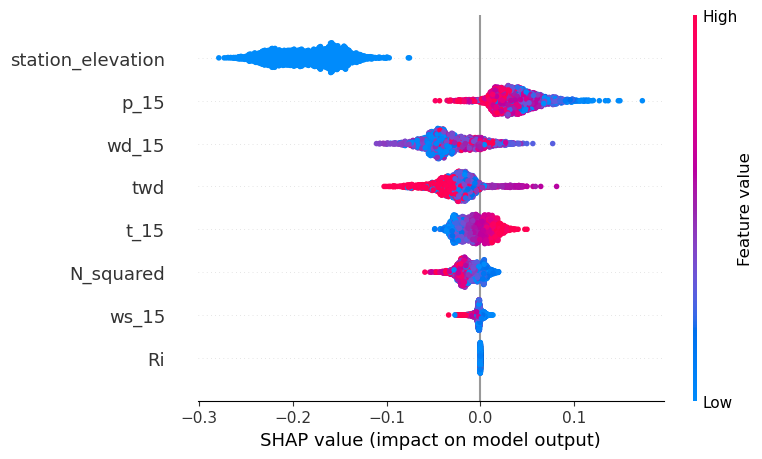 High
station_elevation
p_15
wd_15
twd
t_15
N_squared
ws_15
Ri
Feature value
Low
−0.3 −0.2 −0.1 0.0 0.1
SHAP value (impact on model output)